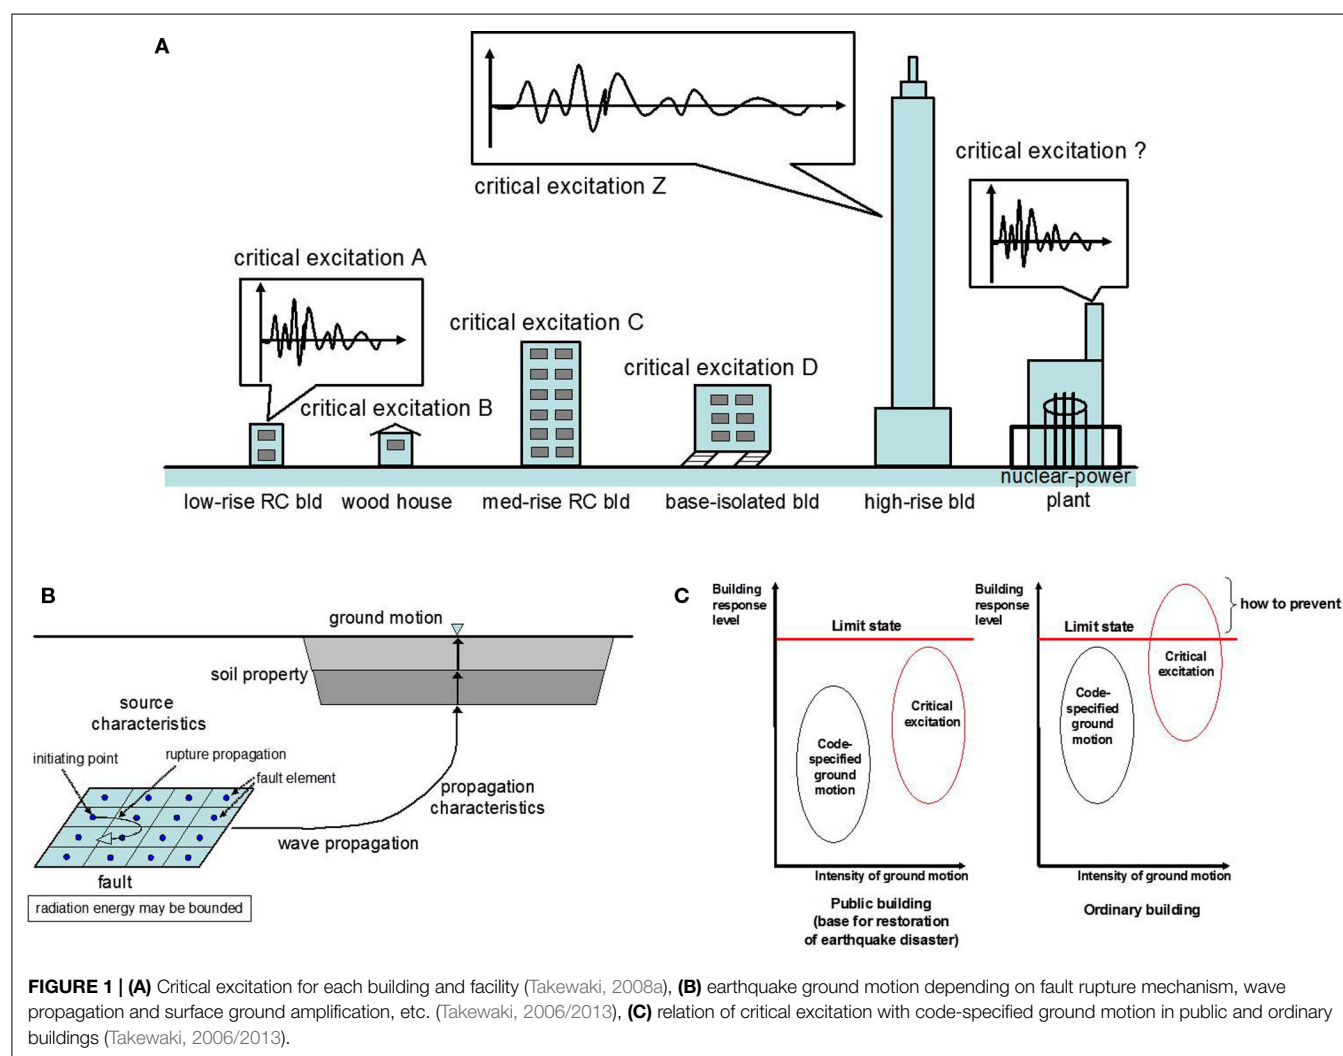 A
critical excitation Z
critical excitation ?
critical excitation A
critical excitation C
critical excitation D
critical excitation B
low-rise RC bld
wood house
med-rise RC bld
base-isolated bld
high-rise bld
nuclear-power
plant
B
ground motion
soil property
source
characteristics
initiating point
rupture propagation
fault element
propagation
characteristics
wave propagation
fault
radiation energy may be bounded
C
Building
response
level
Limit state
Critical
excitation
Code-
specified
ground
motion
Intensity of ground motion
Public building
(base for restoration
of earthquake disaster)
Building
response
level
how to prevent
Limit state
Critical
excitation
Code-
specified
ground
motion
Intensity of ground motion
Ordinary building
FIGURE 1 | (A) Critical excitation for each building and facility (Takewaki, 2008a), (B) earthquake ground motion depending on fault rupture mechanism, wave
propagation and surface ground amplification, etc. (Takewaki, 2006/2013), (C) relation of critical excitation with code-specified ground motion in public and ordinary
buildings (Takewaki, 2006/2013).